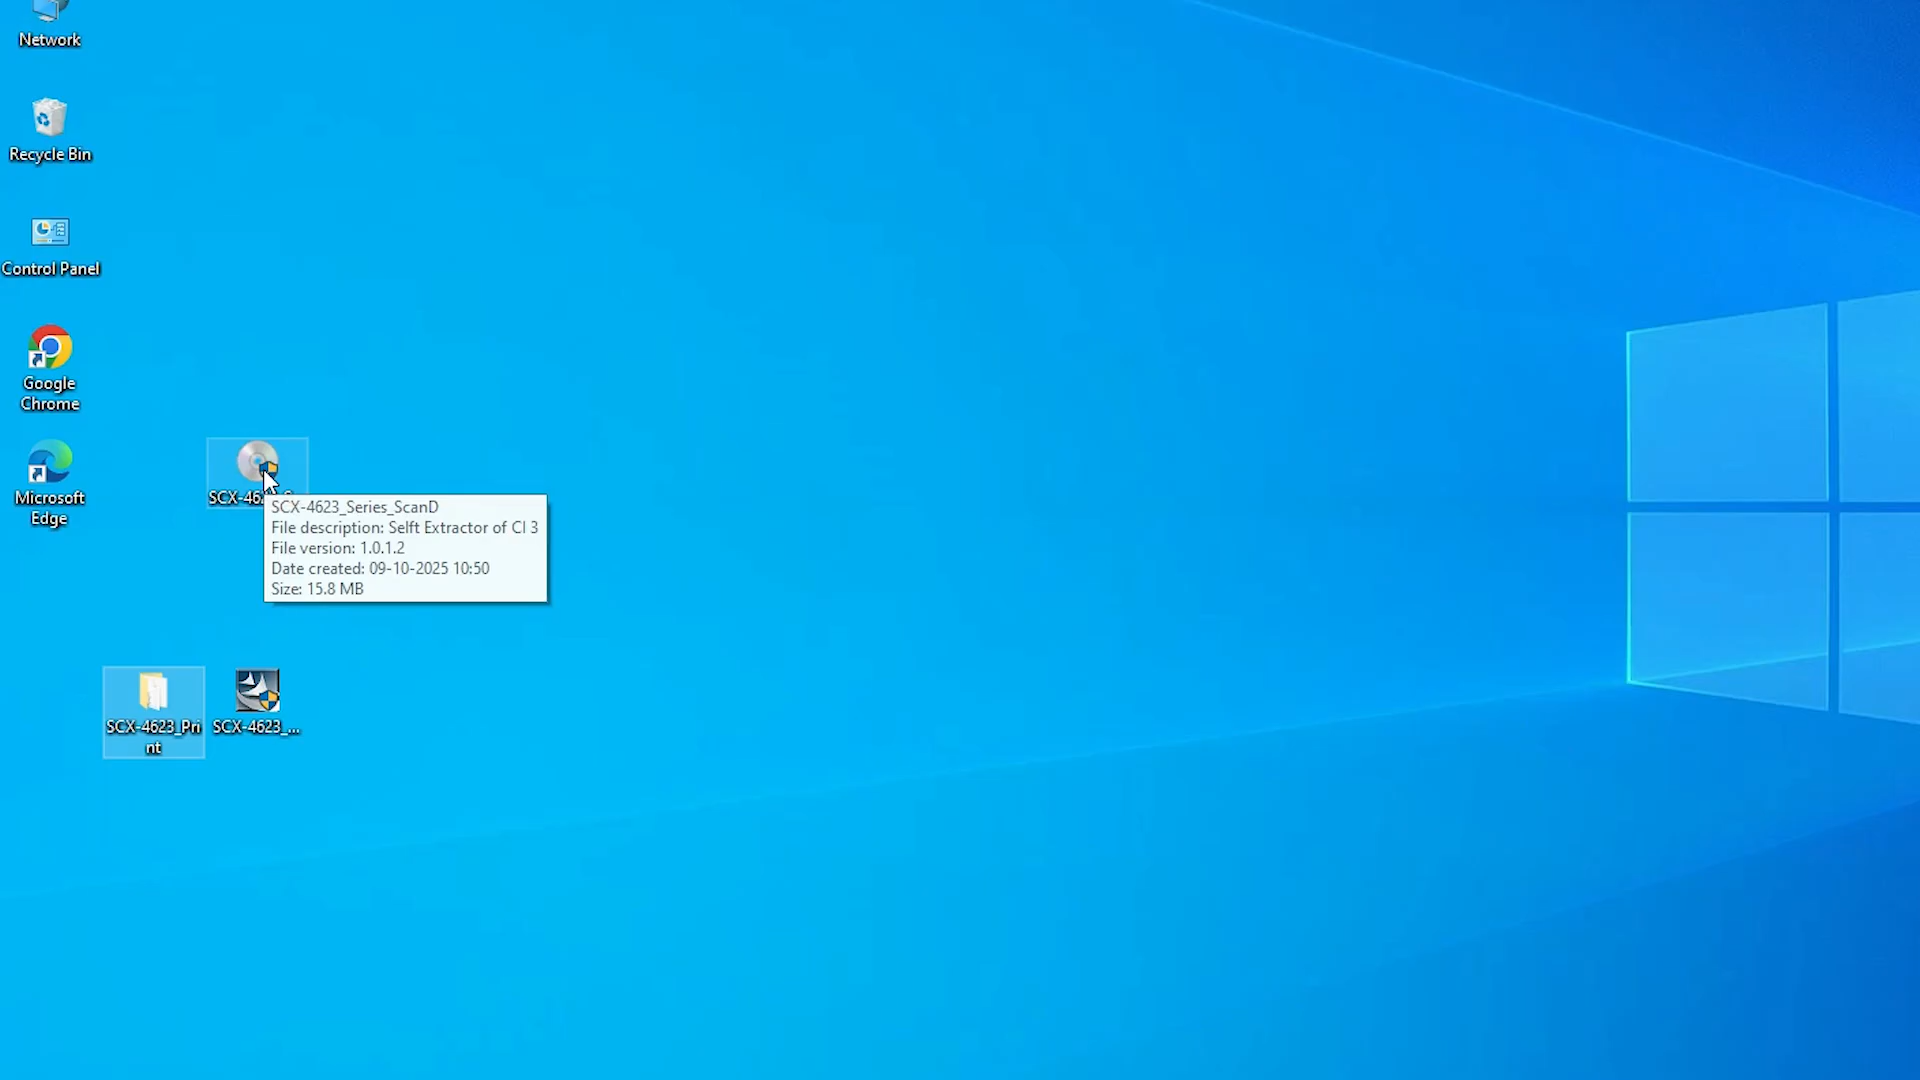 Network
Recycle Bin
Control Panel
Google
Chrome
Microsoft
Edge
SCX-46
SCX-4623_Series_ScanD
File description: Selft Extractor of CI 3
File version: 1.0.1.2
Date created: 09-10-2025 10:50
Size: 15.8 MB
SCX-4623_Pri
nt
SCX-4623_...